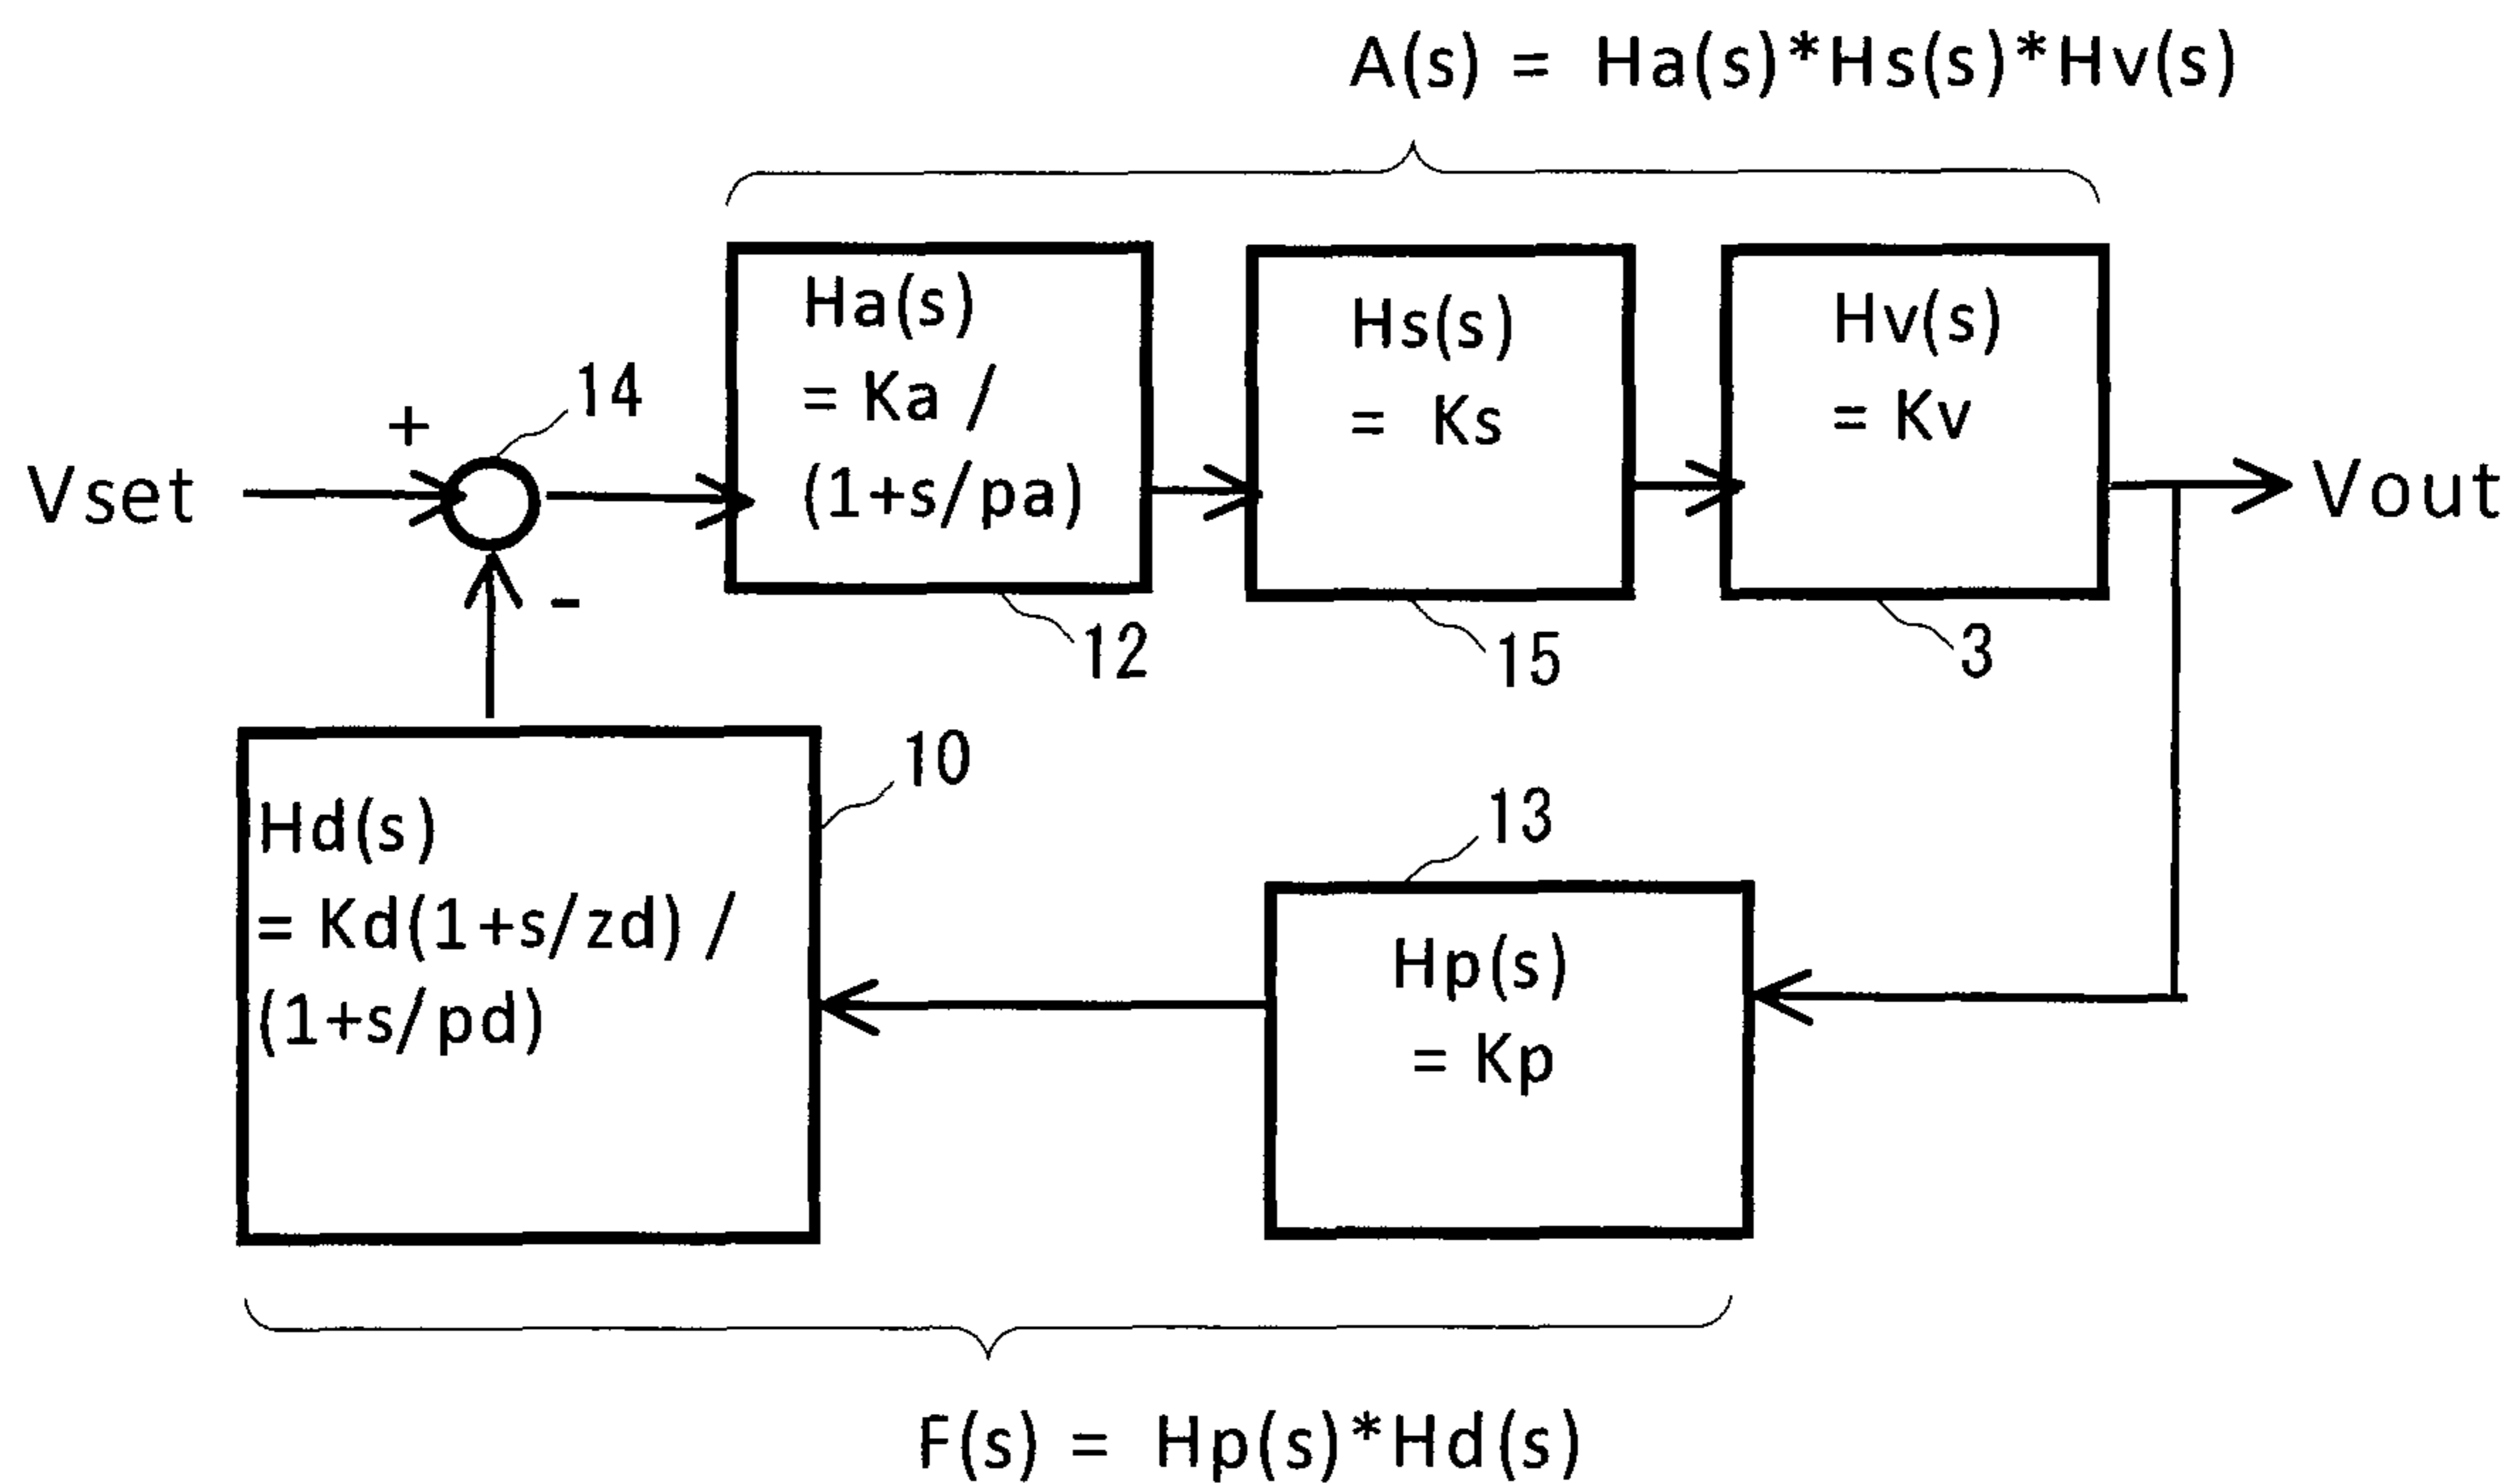 A(s) = Ha(s)*Hs(s)*Hv(s)
Ha(s)
= Ka /
(1+s/pa)
Hs(s)
= Ks
Hv(s)
= Kv
14
+
Vset
Vout
-
12
15
3
10
Hd(s)
= Kd(1+s/zd) /
(1+s/pd)
13
Hp(s)
= Kp
F(s) = Hp(s)*Hd(s)